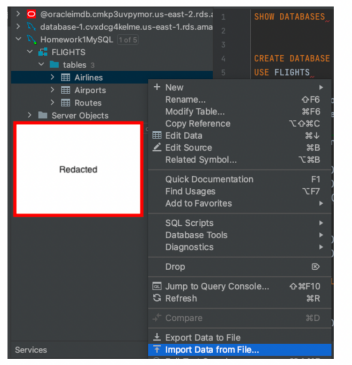 @oracleimdb.cmkp3uvpymor.us-east-2.rds.
database-1.cvxdcg4kelme.us-east-1.rds.ama
Homework1MySQL 1 of 5
FLIGHTS
tables 3
Airlines
Airports
Routes
Server Objects
Redacted
Services
1 SHOW DATABASES
2
3
4 CREATE DATABASE
5 USE FLIGHTS
New
Rename... ⇧F6
Modify Table... ⌘F6
Copy Reference ⌥⇧⌘C
Edit Data ⌘↓
Edit Source ⌘B
Related Symbol... ⌥⌘B
Quick Documentation F1
Find Usages ⌥F7
Add to Favorites
SQL Scripts
Database Tools
Diagnostics
Drop ⌦
Jump to Query Console... ⇧⌘F10
Refresh ⌘R
Compare ⌘D
Export Data to File
Import Data from File...